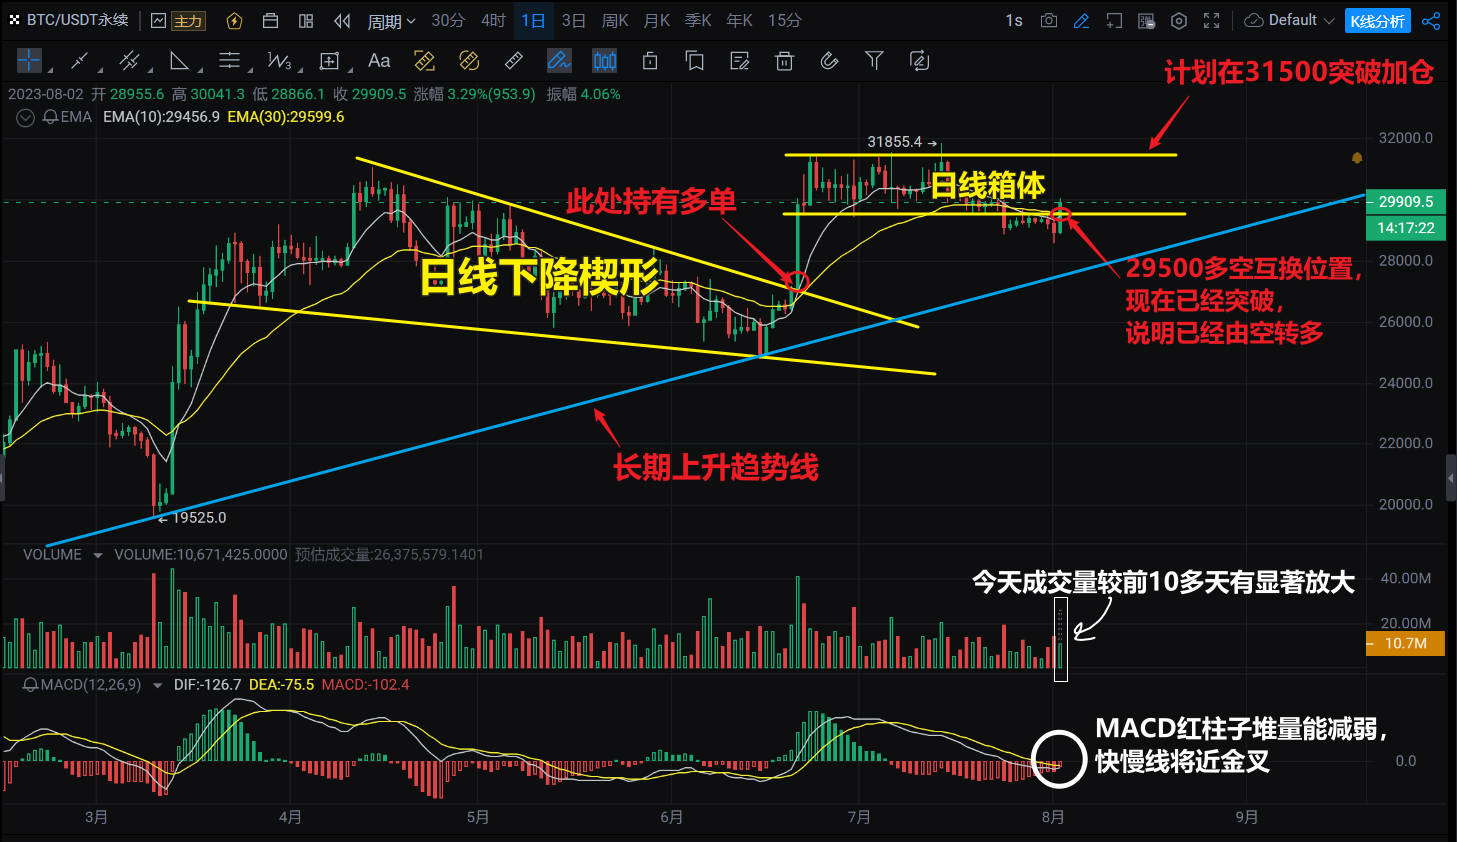 BTC/USDT永续 主力 周期 30分 4时 1日 3日 周K 月K 季K 年K 15分 1s Default K线分析
Aa
计划在31500突破加仓
2023-08-02 开 28955.6 高 30041.3 低 28866.1 收 29909.5 涨幅 3.29%(953.9) 振幅 4.06%
EMA EMA(10):29456.9 EMA(30):29599.6
32000.0
31855.4
日线箱体
此处持有多单
29909.5
14:17:22
28000.0
日线下降楔形
29500多空互换位置，
现在已经突破，
说明已经由空转多
26000.0
24000.0
22000.0
长期上升趋势线
20000.0
19525.0
VOLUME VOLUME:10,671,425.0000 预估成交量:26,375,579.1401
今天成交量较前10多天有显著放大
40.00M
20.00M
10.7M
MACD(12,26,9) DIF:-126.7 DEA:-75.5 MACD:-102.4
MACD红柱子堆量能减弱，
快慢线将近金叉
0.0
3月 4月 5月 6月 7月 8月 9月